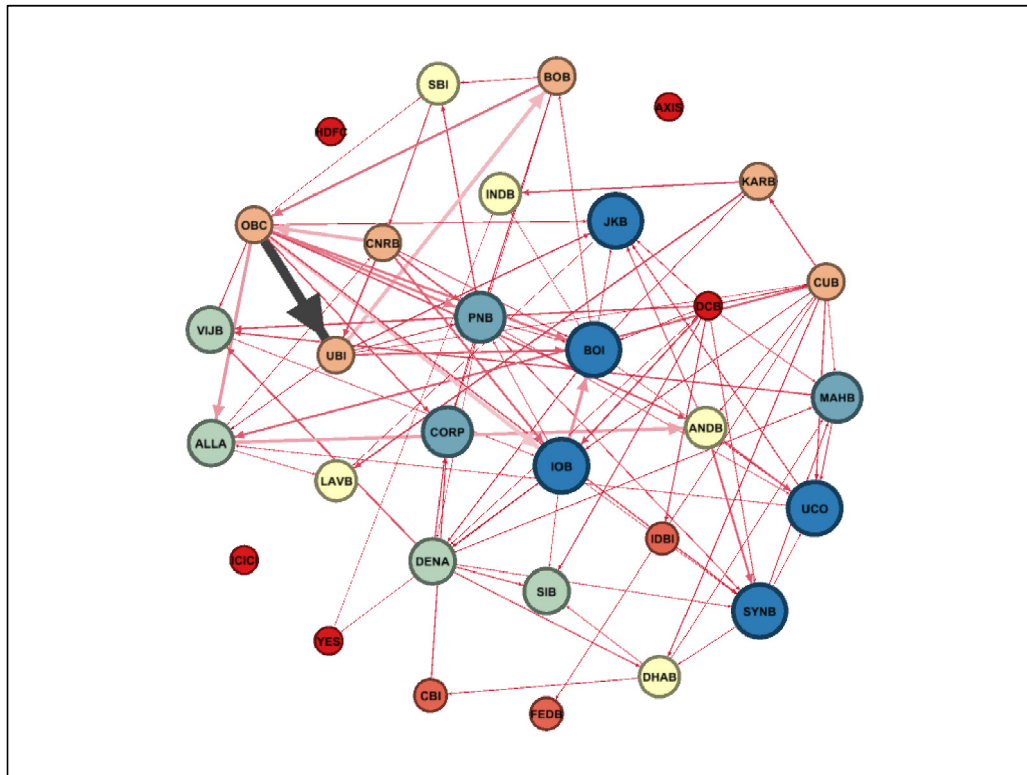 SBI
BOB
AXIS
HDFC
KARB
INDB
JKB
OBC
CNRB
CUB
DCB
PNB
VIJB
UBI
BOI
MAHB
ANDB
CORP
ALLA
IOB
LAVB
UCO
IDBI
DENA
ICICI
SIB
SYNB
YES
DHAB
CBI
FEDB